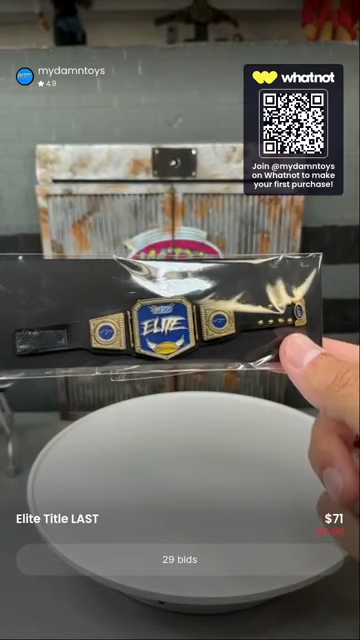 mydamntoys
4.9
whatnot
Join @mydamntoys
on Whatnot to make
your first purchase!
ELITE
Elite Title LAST
$71
29 bids